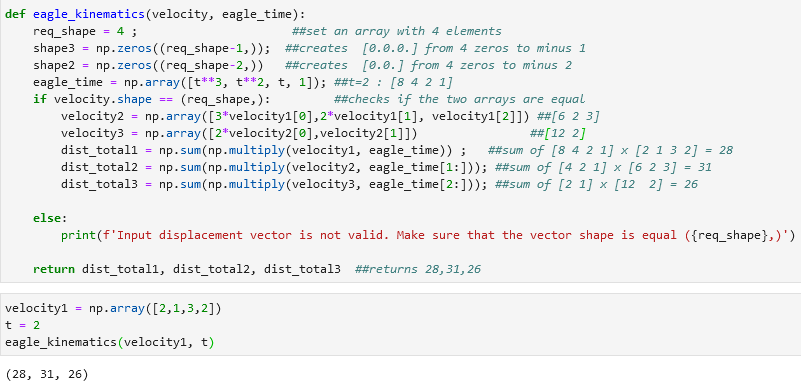 def eagle_kinematics(velocity, eagle_time):
    req_shape = 4 ;                       ##set an array with 4 elements
    shape3 = np.zeros((req_shape-1,));  ##creates  [0.0.0.] from 4 zeros to minus 1
    shape2 = np.zeros((req_shape-2,))   ##creates  [0.0.] from 4 zeros to minus 2
    eagle_time = np.array([t**3, t**2, t, 1]); ##t=2 : [8 4 2 1]
    if velocity.shape == (req_shape,):        ##checks if the two arrays are equal
        velocity2 = np.array([3*velocity1[0],2*velocity1[1], velocity1[2]]) ##[6 2 3]
        velocity3 = np.array([2*velocity2[0],velocity2[1]])                ##[12 2]
        dist_total1 = np.sum(np.multiply(velocity1, eagle_time)) ;   ##sum of [8 4 2 1] x [2 1 3 2] = 28
        dist_total2 = np.sum(np.multiply(velocity2, eagle_time[1:])); ##sum of [4 2 1] x [6 2 3] = 31
        dist_total3 = np.sum(np.multiply(velocity3, eagle_time[2:])); ##sum of [2 1] x [12  2] = 26
    else:
        print(f'Input displacement vector is not valid. Make sure that the vector shape is equal ({req_shape},)')
    return dist_total1, dist_total2, dist_total3  ##returns 28,31,26
velocity1 = np.array([2,1,3,2])
t = 2
eagle_kinematics(velocity1, t)
(28, 31, 26)